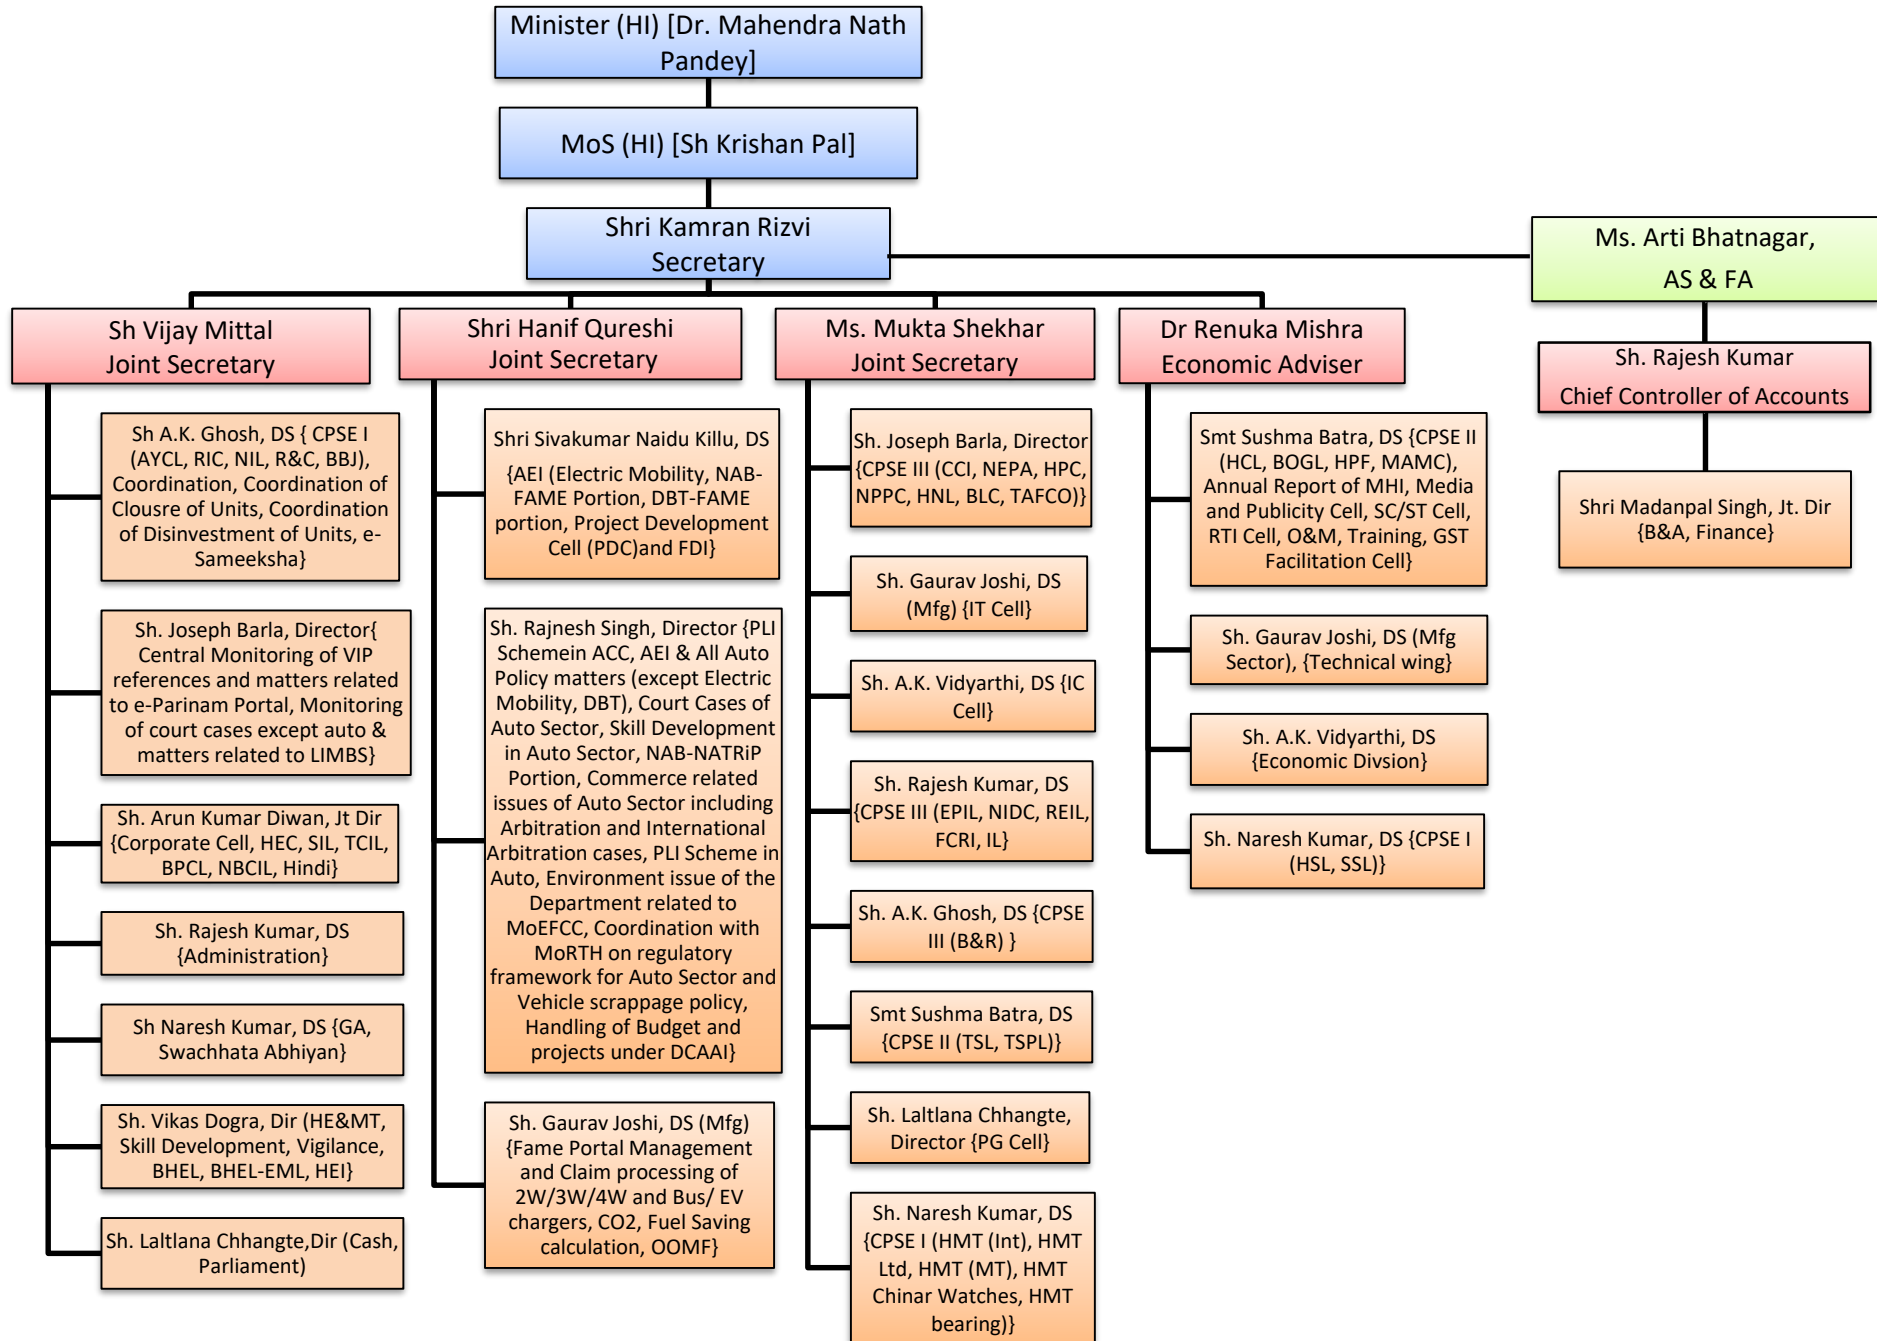 Minister (HI) [Dr. Mahendra Nath
Pandey]
MoS (HI) [Sh Krishan Pal]
Shri Kamran Rizvi
Secretary
Ms. Arti Bhatnagar,
AS & FA
Sh Vijay Mittal
Joint Secretary
Shri Hanif Qureshi
Joint Secretary
Ms. Mukta Shekhar
Joint Secretary
Dr Renuka Mishra
Economic Adviser
Sh. Rajesh Kumar
Chief Controller of Accounts
Sh A.K. Ghosh, DS { CPSE I
(AYCL, RIC, NIL, R&C, BBJ),
Coordination, Coordination of
Clousre of Units, Coordination
of Disinvestment of Units, e-
Sameeksha}
Sh. Joseph Barla, Director{
Central Monitoring of VIP
references and matters related
to e-Parinam Portal, Monitoring
of court cases except auto &
matters related to LIMBS}
Sh. Arun Kumar Diwan, Jt Dir
{Corporate Cell, HEC, SIL, TCIL,
BPCL, NBCIL, Hindi}
Sh. Rajesh Kumar, DS
{Administration}
Sh Naresh Kumar, DS {GA,
Swachhata Abhiyan}
Sh. Vikas Dogra, Dir (HE&MT,
Skill Development, Vigilance,
BHEL, BHEL-EML, HEI}
Sh. Laltlana Chhangte,Dir (Cash,
Parliament)
Shri Sivakumar Naidu Killu, DS
{AEI (Electric Mobility, NAB-
FAME Portion, DBT-FAME
portion, Project Development
Cell (PDC)and FDI}
Sh. Rajnesh Singh, Director {PLI
Schemein ACC, AEI & All Auto
Policy matters (except Electric
Mobility, DBT), Court Cases of
Auto Sector, Skill Development
in Auto Sector, NAB-NATRiP
Portion, Commerce related
issues of Auto Sector including
Arbitration and International
Arbitration cases, PLI Scheme in
Auto, Environment issue of the
Department related to
MoEFCC, Coordination with
MoRTH on regulatory
framework for Auto Sector and
Vehicle scrappage policy,
Handling of Budget and
projects under DCAAI}
Sh. Gaurav Joshi, DS (Mfg)
{Fame Portal Management
and Claim processing of
2W/3W/4W and Bus/ EV
chargers, CO2, Fuel Saving
calculation, OOMF}
Sh. Joseph Barla, Director
{CPSE III (CCI, NEPA, HPC,
NPPC, HNL, BLC, TAFCO)}
Sh. Gaurav Joshi, DS
(Mfg) {IT Cell}
Sh. A.K. Vidyarthi, DS {IC
Cell}
Sh. Rajesh Kumar, DS
{CPSE III (EPIL, NIDC, REIL,
FCRI, IL}
Sh. A.K. Ghosh, DS {CPSE
III (B&R) }
Smt Sushma Batra, DS
{CPSE II (TSL, TSPL)}
Sh. Laltlana Chhangte,
Director {PG Cell}
Sh. Naresh Kumar, DS
{CPSE I (HMT (Int), HMT
Ltd, HMT (MT), HMT
Chinar Watches, HMT
bearing)}
Smt Sushma Batra, DS {CPSE II
(HCL, BOGL, HPF, MAMC),
Annual Report of MHI, Media
and Publicity Cell, SC/ST Cell,
RTI Cell, O&M, Training, GST
Facilitation Cell}
Sh. Gaurav Joshi, DS (Mfg
Sector), {Technical wing}
Sh. A.K. Vidyarthi, DS
{Economic Divsion}
Sh. Naresh Kumar, DS {CPSE I
(HSL, SSL)}
Shri Madanpal Singh, Jt. Dir
{B&A, Finance}